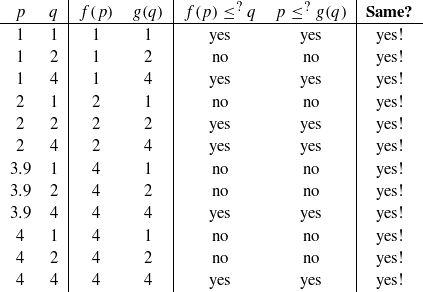 p q f(p) g(q) f(p) ≤? q p ≤? g(q) Same?
1 1 1 1 yes yes yes!
1 2 1 2 no no yes!
1 4 1 4 yes yes yes!
2 1 2 1 no no yes!
2 2 2 2 yes yes yes!
2 4 2 4 yes yes yes!
3.9 1 4 1 no no yes!
3.9 2 4 2 no no yes!
3.9 4 4 4 yes yes yes!
4 1 4 1 no no yes!
4 2 4 2 no no yes!
4 4 4 4 yes yes yes!